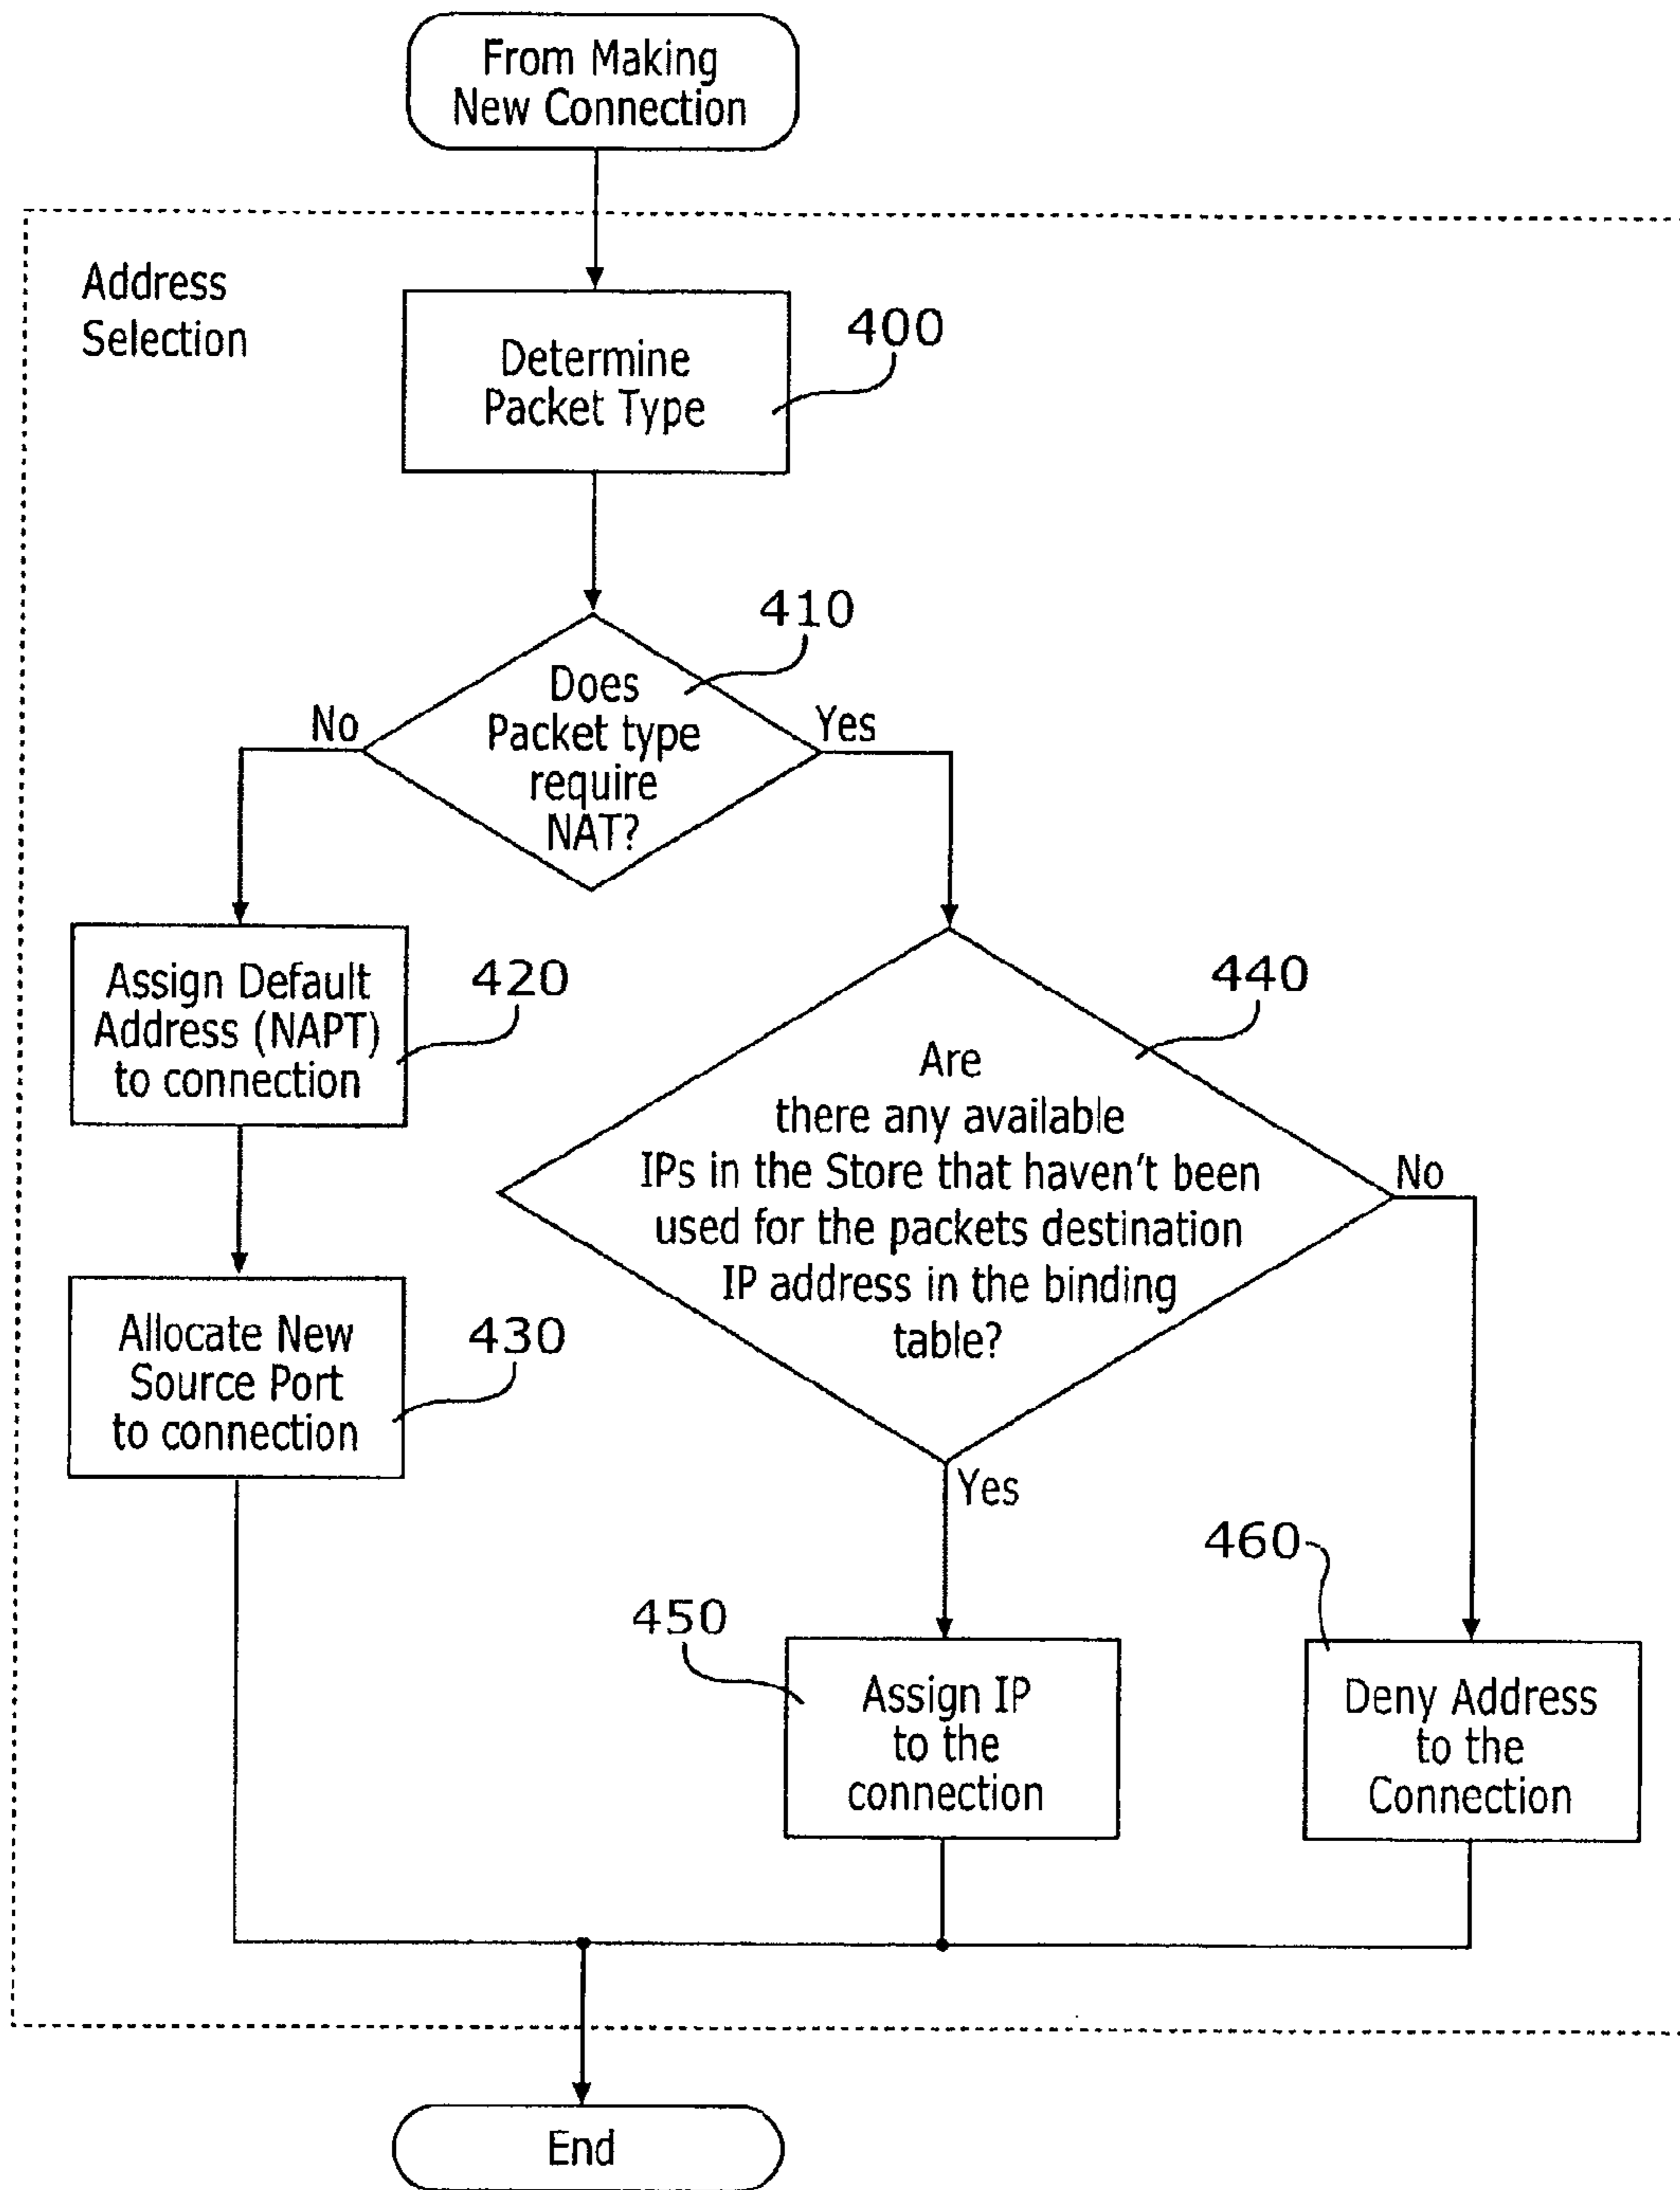 From Making
New Connection
Address
Selection
Determine
Packet Type
400
410
Does
Packet type
require
NAT?
No
Yes
Assign Default
Address (NAPT)
to connection
420
440
Are
there any available
IPs in the Store that haven't been
used for the packets destination
IP address in the binding
table?
No
Yes
Allocate New
Source Port
to connection
430
450
Assign IP
to the
connection
460
Deny Address
to the
Connection
End